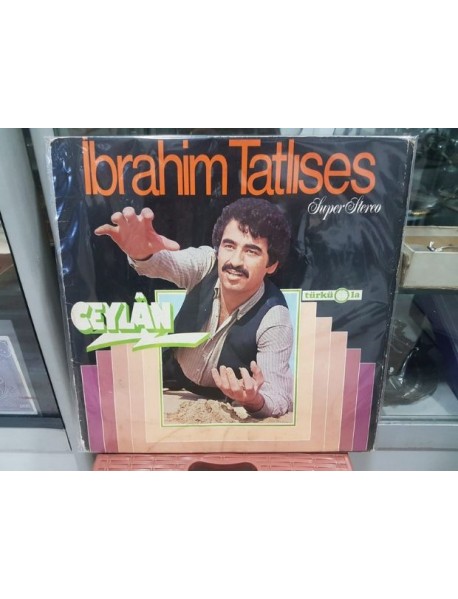 İbrahim Tatlıses
Super Stereo
CEYLÂN
türküola